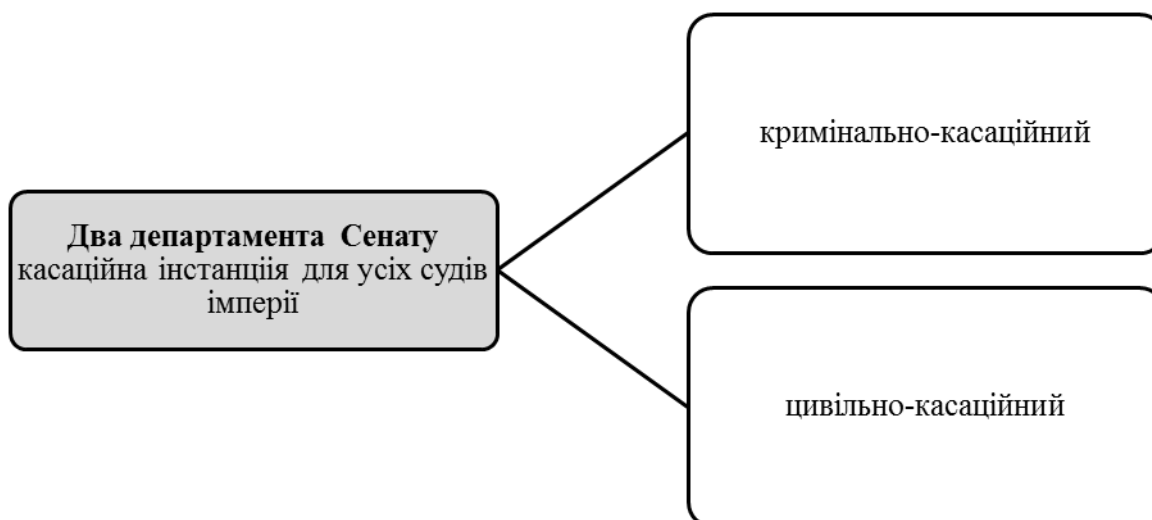 Два департамента Сенату
касаційна інстанціія для усіх судів
імперії
кримінально-касаційний
цивільно-касаційний